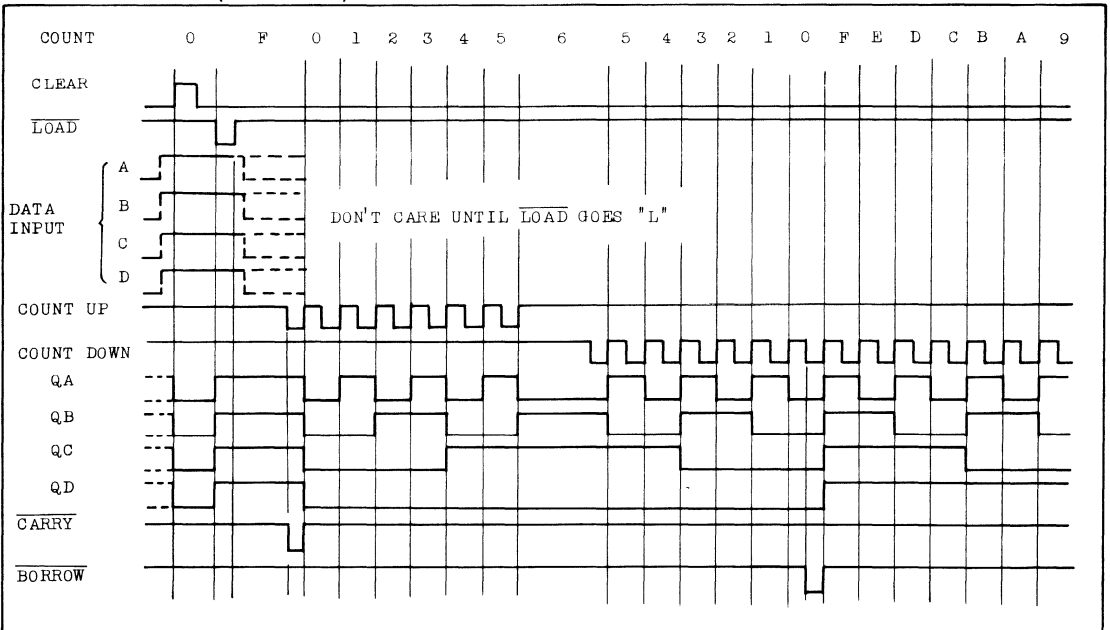 COUNT 0 F 0 1 2 3 4 5 6 5 4 3 2 1 0 F E D C B A 9
CLEAR
LOAD
A
B
DATA
INPUT
C
D
DON'T CARE UNTIL LOAD GOES "L"
COUNT UP
COUNT DOWN
QA
QB
QC
QD
CARRY
BORROW